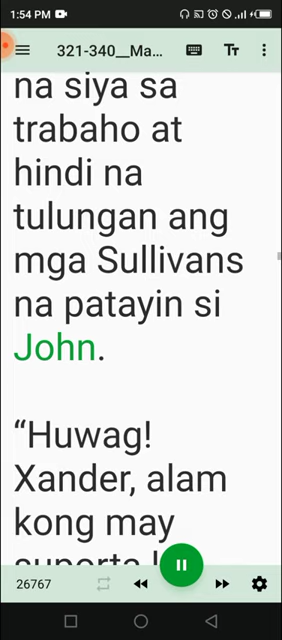 1:54 PM
321-340__Ma...
na siya sa
trabaho at
hindi na
tulungan ang
mga Sullivans
na patayin si
John.
“Huwag!
Xander, alam
kong may
26767